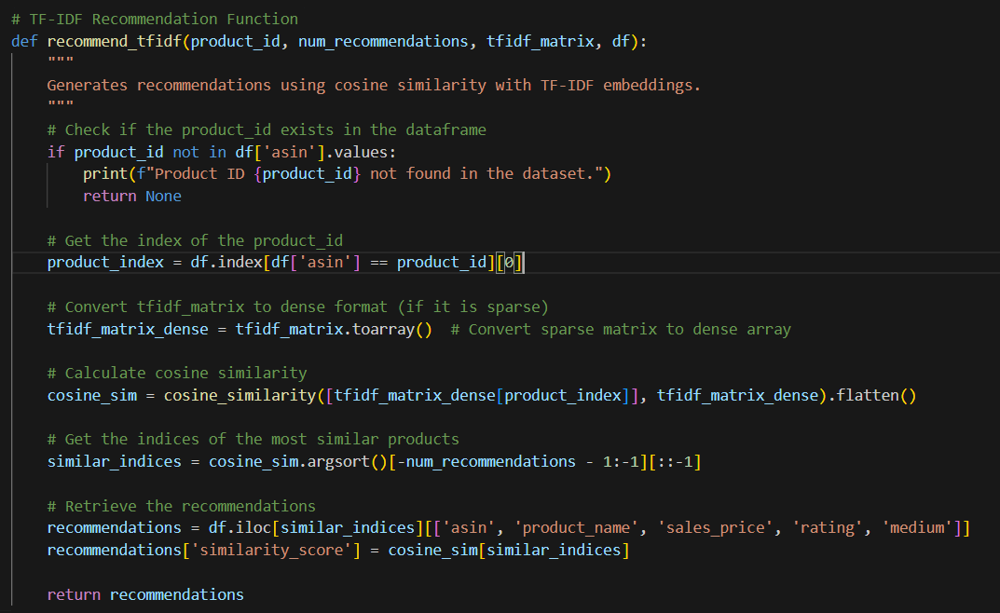 # TF-IDF Recommendation Function
def recommend_tfidf(product_id, num_recommendations, tfidf_matrix, df):
    """
    Generates recommendations using cosine similarity with TF-IDF embeddings.
    """
    # Check if the product_id exists in the dataframe
    if product_id not in df['asin'].values:
        print(f"Product ID {product_id} not found in the dataset.")
        return None

    # Get the index of the product_id
    product_index = df.index[df['asin'] == product_id][0]

    # Convert tfidf_matrix to dense format (if it is sparse)
    tfidf_matrix_dense = tfidf_matrix.toarray()  # Convert sparse matrix to dense array

    # Calculate cosine similarity
    cosine_sim = cosine_similarity([tfidf_matrix_dense[product_index]], tfidf_matrix_dense).flatten()

    # Get the indices of the most similar products
    similar_indices = cosine_sim.argsort()[-num_recommendations - 1:-1][::-1]

    # Retrieve the recommendations
    recommendations = df.iloc[similar_indices][['asin', 'product_name', 'sales_price', 'rating', 'medium']]
    recommendations['similarity_score'] = cosine_sim[similar_indices]

    return recommendations